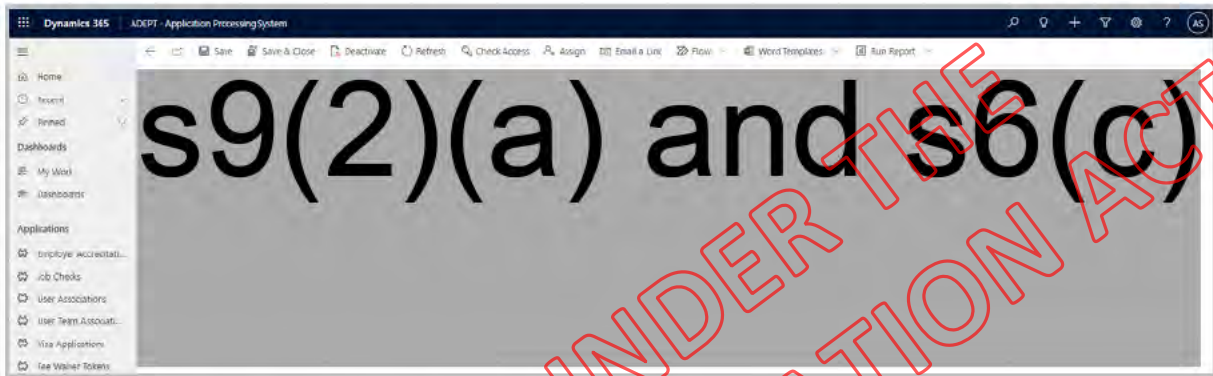 Dynamics 365 ADEPT - Application Processing System AS
Save Save & Close Deactivate Refresh Check Access Assign Email a Link Flow Word Templates Run Report
Home
Recent
Pinned
Dashboards
My Work
Dashboards
Applications
Employer Accreditati...
Job Checks
User Associations
User Team Associati...
Visa Applications
Fee Waiver Tokens
s9(2)(a) and s6(c)
UNDER THE
ACT